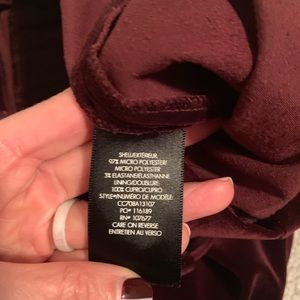 SHELL/EXTÉRIEUR
97% MICRO POLYESTER/
MICRO POLYESTER
3% ELASTANE/ÉLASTHANNE
LINING/DOUBLURE:
100% CUPRO/CUPRO
STYLE#/NUMÉRO DE MODÈLE:
CC708A13107
PO# 116189
RN# 107677
CARE ON REVERSE
ENTRETIEN AU VERSO